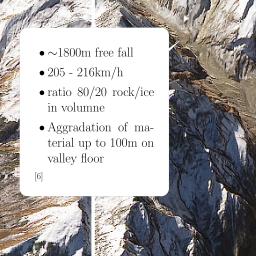 • ~1800m free fall
• 205 - 216km/h
• ratio 80/20 rock/ice
in volumne
• Aggradation of ma-
terial up to 100m on
valley floor
[6]